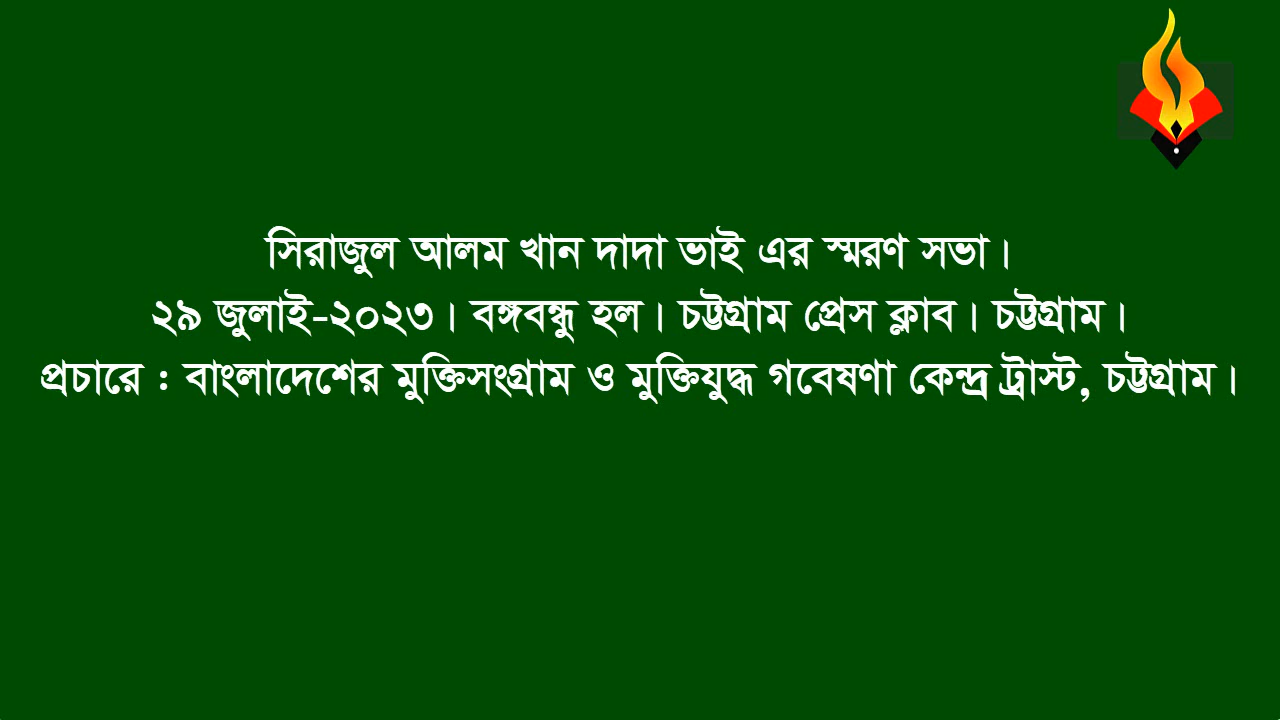 সিরাজুল আলম খান দাদা ভাই এর স্মরণ সভা।
২৯ জুলাই-২০২৩। বঙ্গবন্ধু হল। চট্টগ্রাম প্রেস ক্লাব। চট্টগ্রাম।
প্রচারে : বাংলাদেশের মুক্তিসংগ্রাম ও মুক্তিযুদ্ধ গবেষণা কেন্দ্র ট্রাস্ট, চট্টগ্রাম।